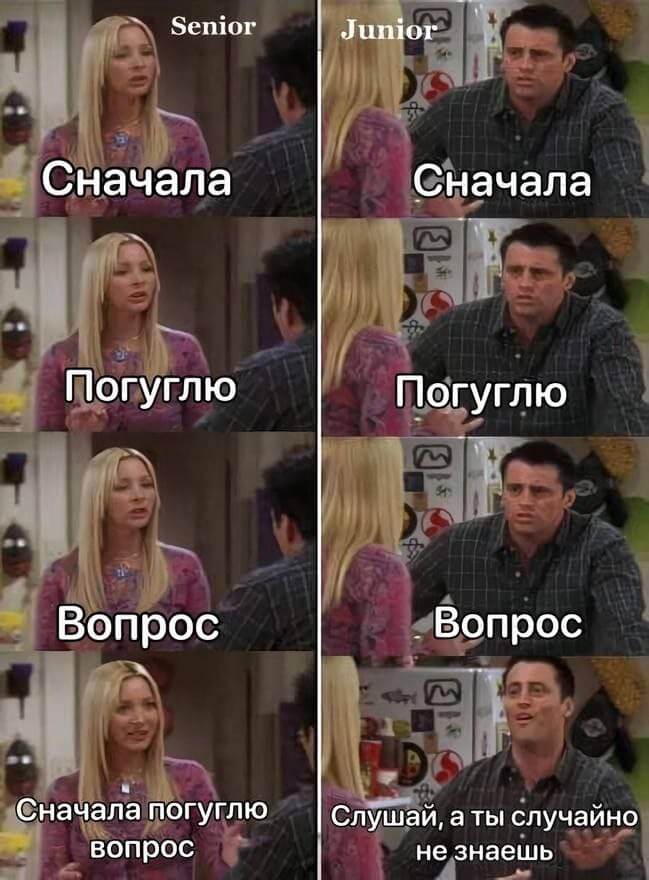 Senior
Junior
Сначала
Сначала
Погуглю
Погуглю
Вопрос
Вопрос
Сначала погуглю
вопрос
Слушай, а ты случайно
не знаешь